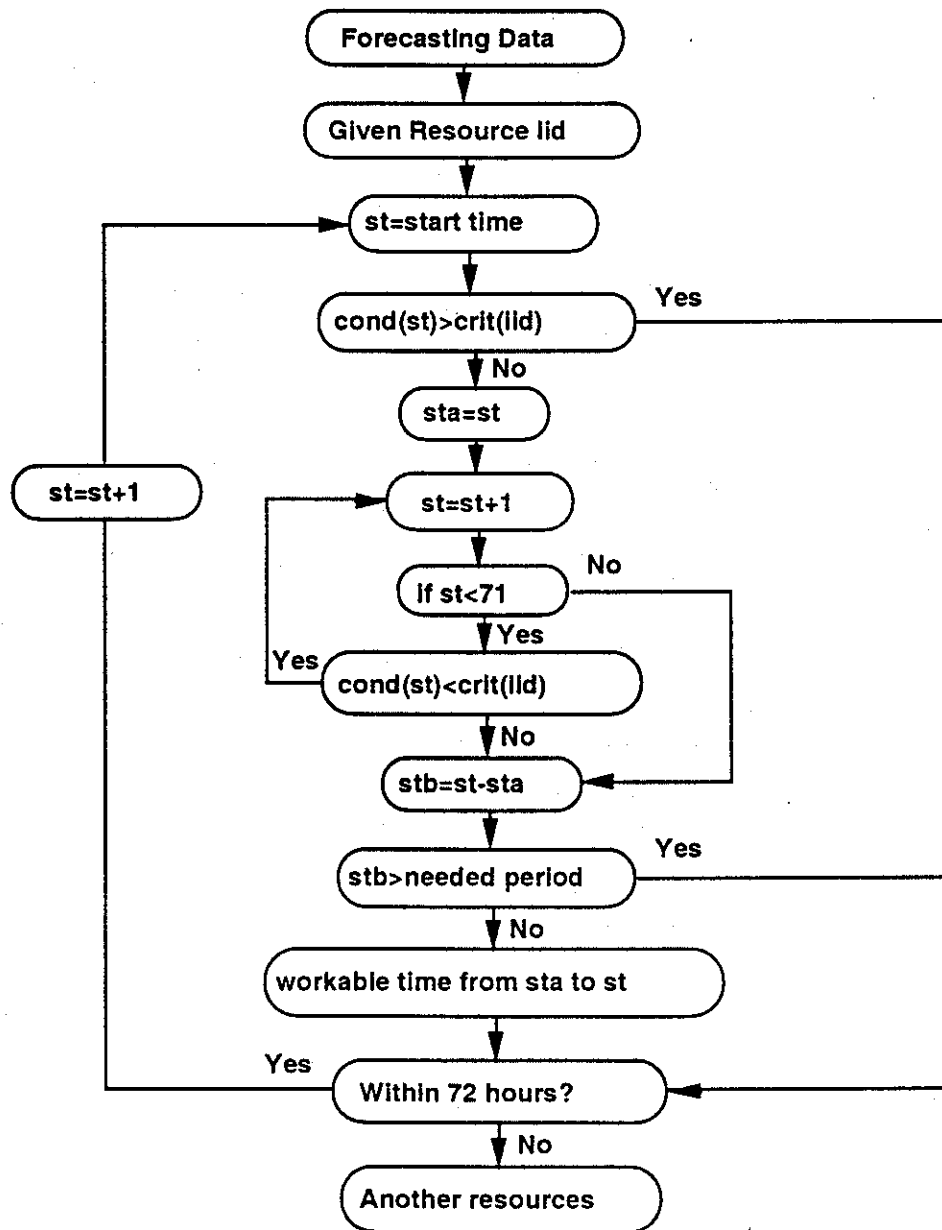 Forecasting Data
Given Resource iid
st=start time
Yes
cond(st)>crit(iid)
No
sta=st
st=st+1
st=st+1
if st<71
No
Yes
Yes
cond(st)<crit(iid)
No
stb=st-sta
Yes
stb>needed period
No
workable time from sta to st
Yes
Within 72 hours?
No
Another resources